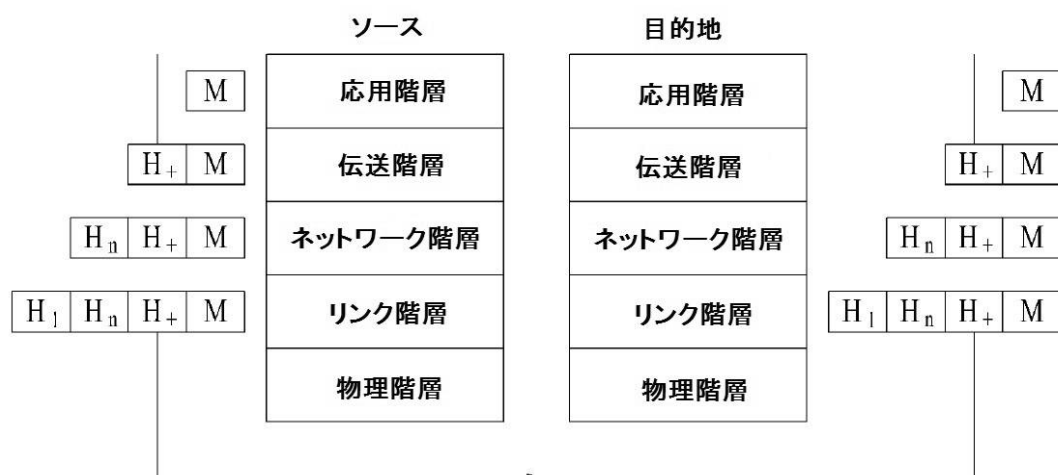 ソース 目的地
M 応用階層 応用階層 M
H+ M 伝送階層 伝送階層 H+ M
Hn H+ M ネットワーク階層 ネットワーク階層 Hn H+ M
Hl Hn H+ M リンク階層 リンク階層 Hl Hn H+ M
物理階層 物理階層